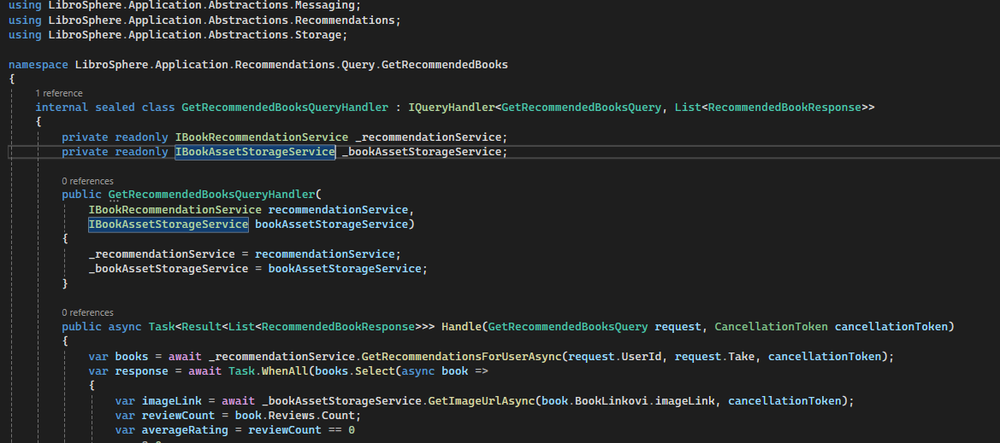 using LibroSphere.Application.Abstractions.Messaging;
using LibroSphere.Application.Abstractions.Recommendations;
using LibroSphere.Application.Abstractions.Storage;
namespace LibroSphere.Application.Recommendations.Query.GetRecommendedBooks
{
1 reference
internal sealed class GetRecommendedBooksQueryHandler : IQueryHandler<GetRecommendedBooksQuery, List<RecommendedBookResponse>>
{
private readonly IBookRecommendationService _recommendationService;
private readonly IBookAssetStorageService _bookAssetStorageService;
0 references
public GetRecommendedBooksQueryHandler(
IBookRecommendationService recommendationService,
IBookAssetStorageService bookAssetStorageService)
{
_recommendationService = recommendationService;
_bookAssetStorageService = bookAssetStorageService;
}
0 references
public async Task<Result<List<RecommendedBookResponse>>> Handle(GetRecommendedBooksQuery request, CancellationToken cancellationToken)
{
var books = await _recommendationService.GetRecommendationsForUserAsync(request.UserId, request.Take, cancellationToken);
var response = await Task.WhenAll(books.Select(async book =>
{
var imageLink = await _bookAssetStorageService.GetImageUrlAsync(book.BookLinkovi.imageLink, cancellationToken);
var reviewCount = book.Reviews.Count;
var averageRating = reviewCount == 0